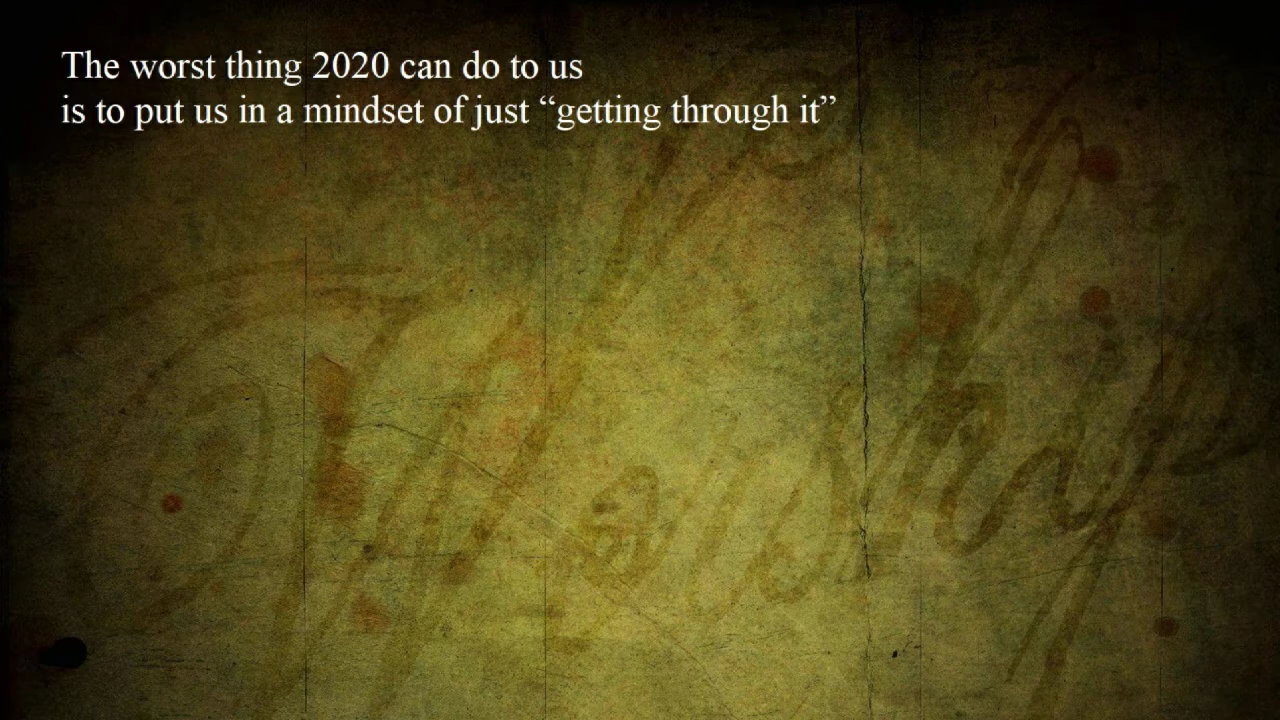 The worst thing 2020 can do to us
is to put us in a mindset of just “getting through it”
Worship